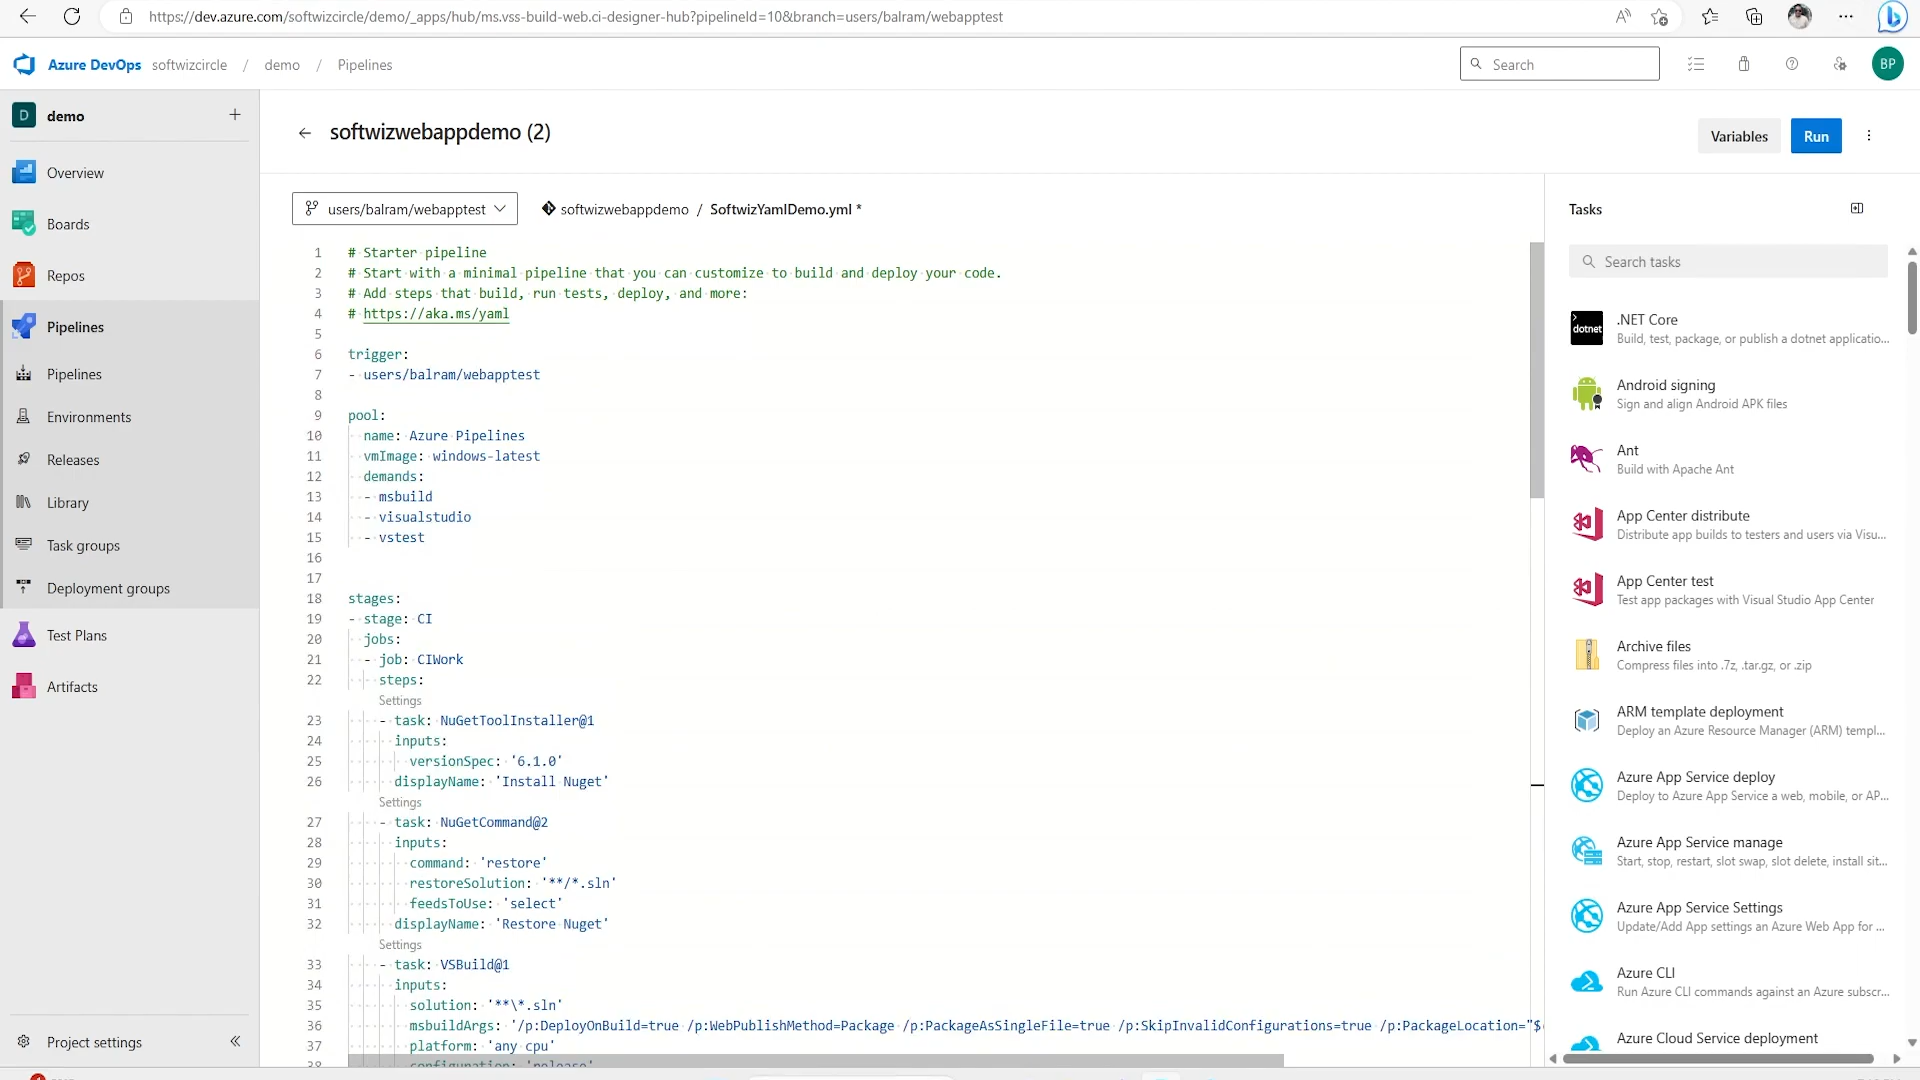 https://dev.azure.com/softwizcircle/demo/_apps/hub/ms.vss-build-web.ci-designer-hub?pipelineId=10&branch=users/balram/webapptest
Azure DevOps softwizcircle / demo / Pipelines
Search
BP
D demo +
Overview
Boards
Repos
Pipelines
Pipelines
Environments
Releases
Library
Task groups
Deployment groups
Test Plans
Artifacts
Project settings
softwizwebappdemo (2)
Variables
Run
users/balram/webapptest
softwizwebappdemo / SoftwizYamlDemo.yml *
1 # Starter pipeline
2 # Start with a minimal pipeline that you can customize to build and deploy your code.
3 # Add steps that build, run tests, deploy, and more:
4 # https://aka.ms/yaml
5
6 trigger:
7 - users/balram/webapptest
8
9 pool:
10 name: Azure Pipelines
11 vmImage: windows-latest
12 demands:
13 - msbuild
14 - visualstudio
15 - vstest
16
17
18 stages:
19 - stage: CI
20 jobs:
21 - job: CIWork
22 steps:
Settings
23 - task: NuGetToolInstaller@1
24 inputs:
25 versionSpec: '6.1.0'
26 displayName: 'Install Nuget'
Settings
27 - task: NuGetCommand@2
28 inputs:
29 command: 'restore'
30 restoreSolution: '**/*.sln'
31 feedsToUse: 'select'
32 displayName: 'Restore Nuget'
Settings
33 - task: VSBuild@1
34 inputs:
35 solution: '**\*.sln'
36 msbuildArgs: '/p:DeployOnBuild=true /p:WebPublishMethod=Package /p:PackageAsSingleFile=true /p:SkipInvalidConfigurations=true /p:PackageLocation="$(
37 platform: 'any cpu'
38 configuration: 'release'
Tasks
Search tasks
dotnet
.NET Core
Build, test, package, or publish a dotnet applicatio...
Android signing
Sign and align Android APK files
Ant
Build with Apache Ant
App Center distribute
Distribute app builds to testers and users via Visu...
App Center test
Test app packages with Visual Studio App Center
Archive files
Compress files into .7z, .tar.gz, or .zip
ARM template deployment
Deploy an Azure Resource Manager (ARM) templ...
Azure App Service deploy
Deploy to Azure App Service a web, mobile, or AP...
Azure App Service manage
Start, stop, restart, slot swap, slot delete, install sit...
Azure App Service Settings
Update/Add App settings an Azure Web App for ...
Azure CLI
Run Azure CLI commands against an Azure subscr...
Azure Cloud Service deployment